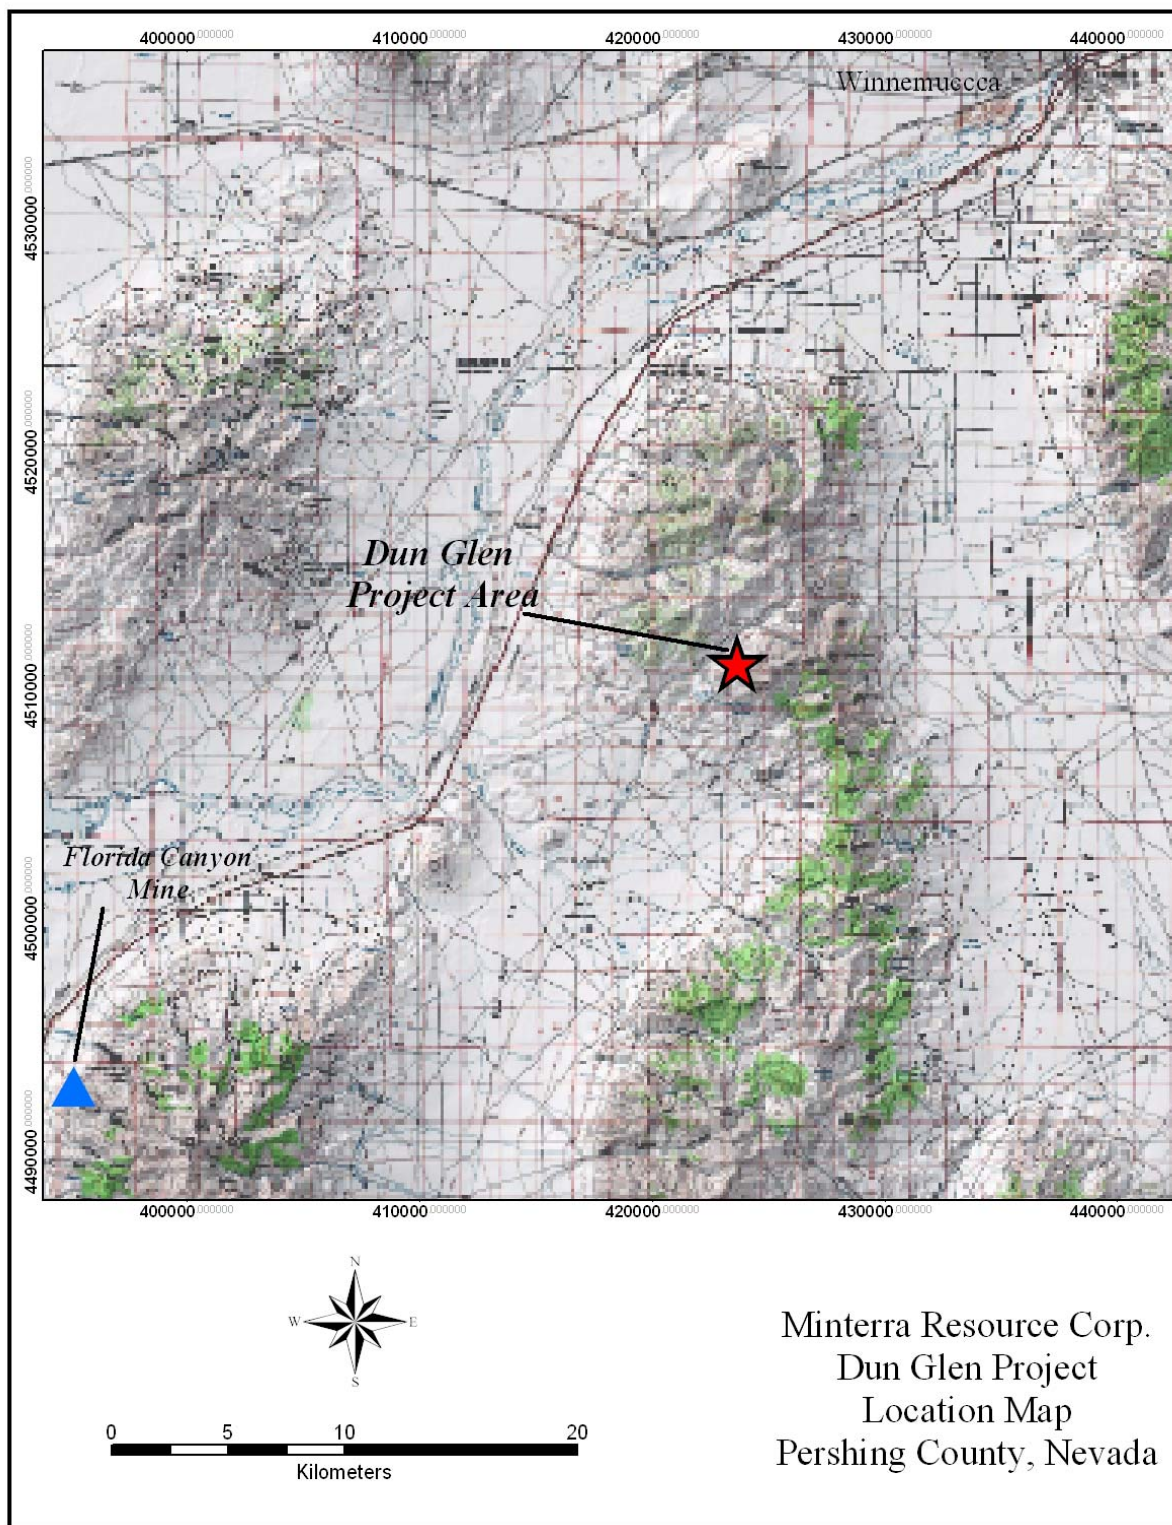 400000.000000 410000.000000 420000.000000 430000.000000 440000.000000
Winnemuccca
4530000.000000
4520000.000000
Dun Glen
Project Area
4510000.000000
Florida Canyon
Mine
4500000.000000
4490000.000000
400000.000000 410000.000000 420000.000000 430000.000000 440000.000000
N
W E
S
0 5 10 20
Kilometers
Minterra Resource Corp.
Dun Glen Project
Location Map
Pershing County, Nevada